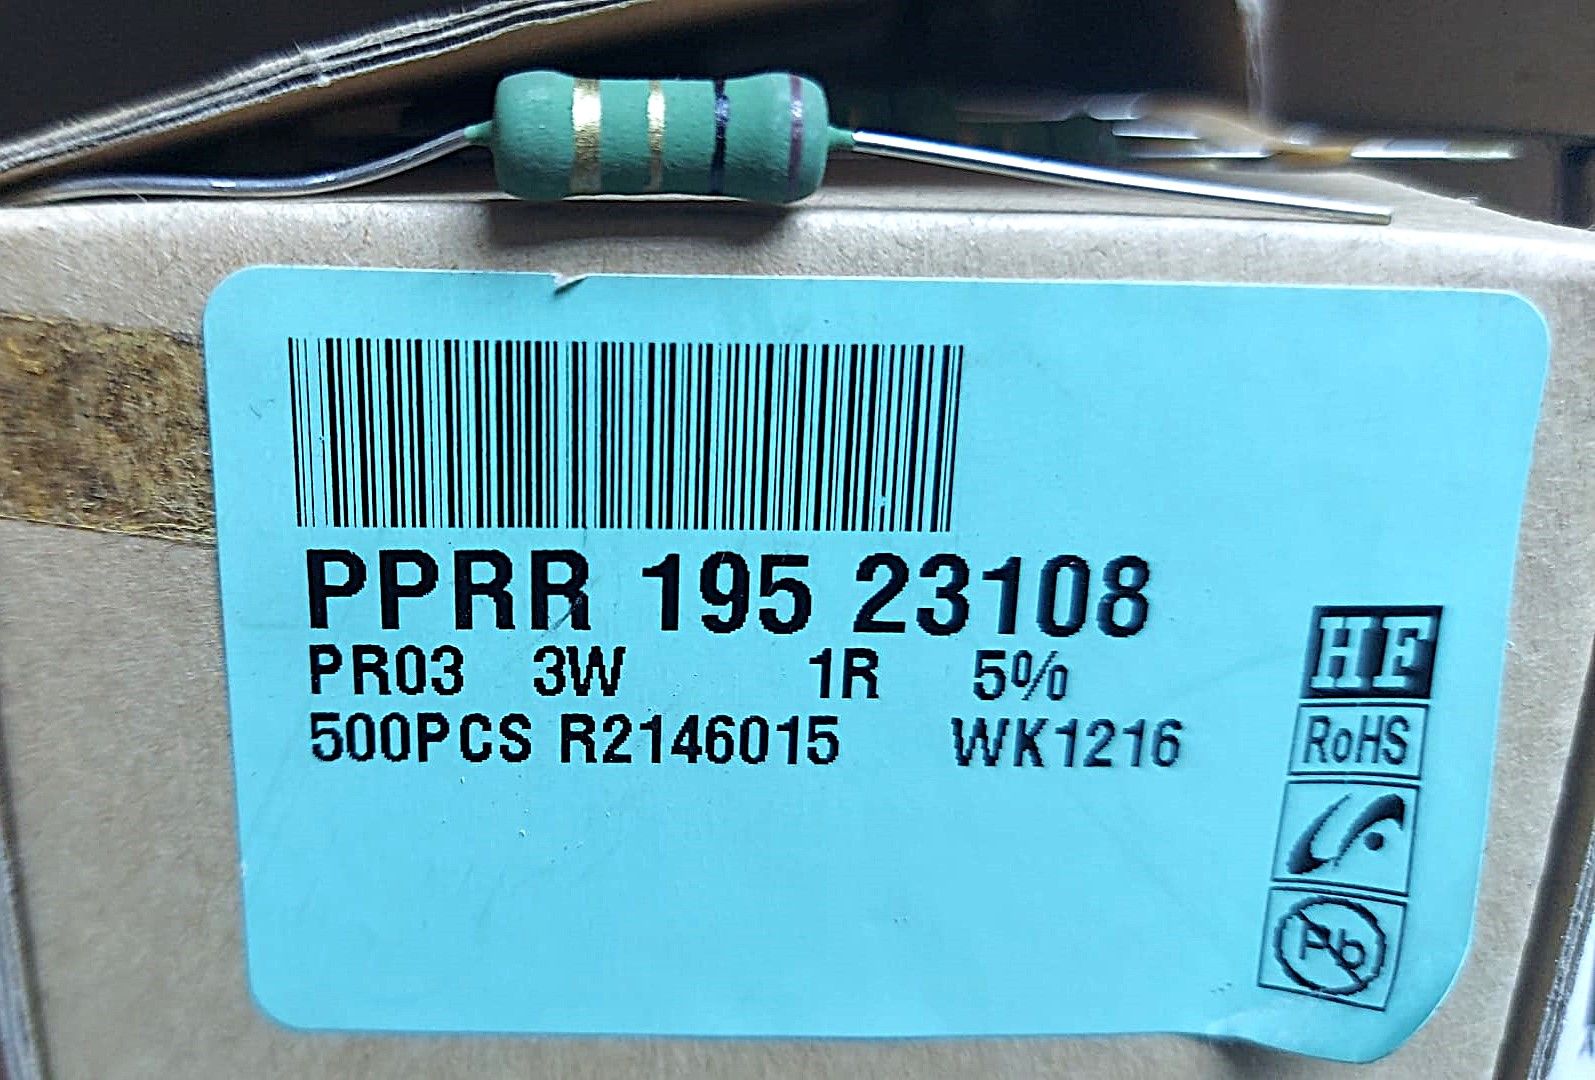 PPRR 195 23108
PR03 3W 1R 5%
500PCS R2146015 WK1216
HF
RoHS
Pb